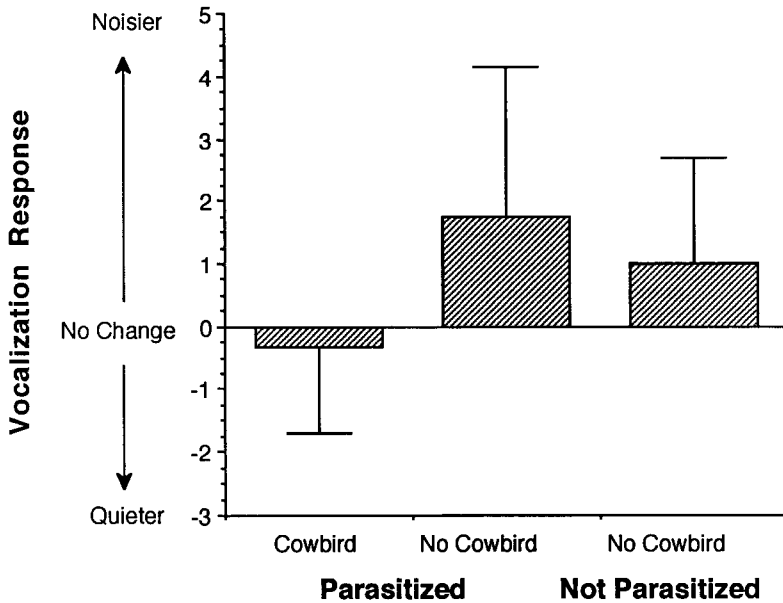 Noisier
No Change
Quieter
Vocalization Response
5
4
3
2
1
0
-1
-2
-3
Cowbird No Cowbird No Cowbird
Parasitized Not Parasitized